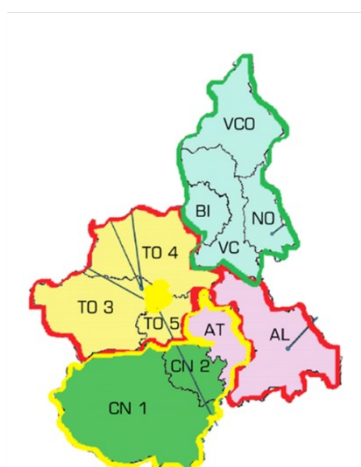 VCO
BI
NO
VC
TO 4
TO 3
TO 5
AT
AL
CN 2
CN 1